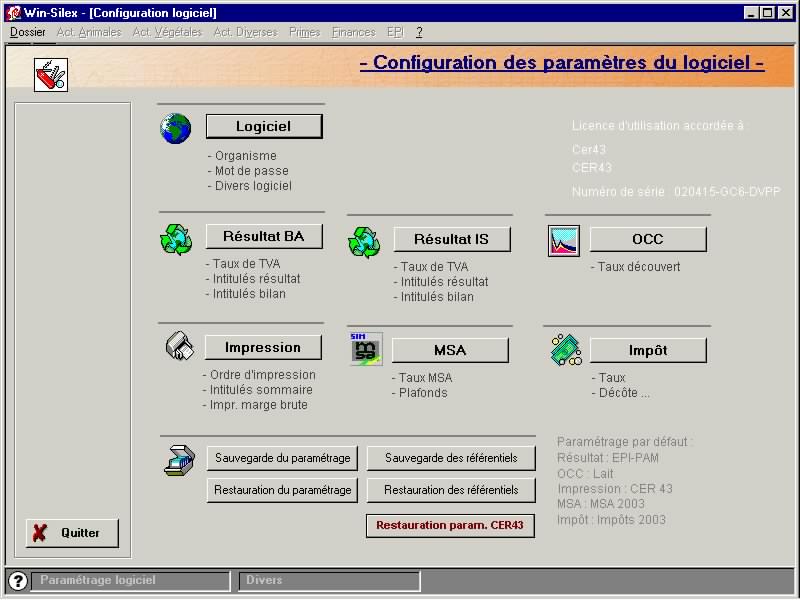 Win-Silex - [Configuration logiciel]
Dossier Act. Animales Act. Végétales Act. Diverses Primes Finances EPI ?
- Configuration des paramètres du logiciel -
Logiciel
- Organisme
- Mot de passe
- Divers logiciel
Licence d'utilisation accordée à :
Cer43
CER43
Numéro de série : 020415-GC6-DVPP
Résultat BA
- Taux de TVA
- Intitulés résultat
- Intitulés bilan
Résultat IS
- Taux de TVA
- Intitulés résultat
- Intitulés bilan
OCC
- Taux découvert
Impression
- Ordre d'impression
- Intitulés sommaire
- Impr. marge brute
SIM
msa
MSA
- Taux MSA
- Plafonds
Impôt
- Taux
- Décôte ...
Sauvegarde du paramétrage
Sauvegarde des référentiels
Restauration du paramétrage
Restauration des référentiels
Restauration param. CER43
Paramétrage par défaut :
Résultat : EPI-PAM
OCC : Lait
Impression : CER 43
MSA : MSA 2003
Impôt : Impôts 2003
Quitter
? Paramétrage logiciel Divers